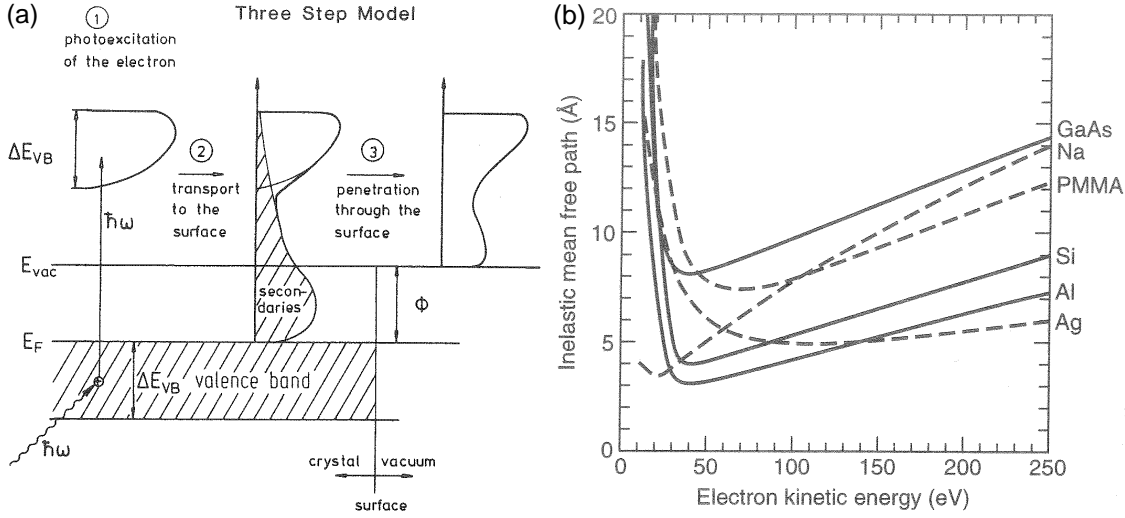 (a)
Three Step Model
1
photoexcitation
of the electron
ΔE_VB
ħω
2
transport
to the
surface
3
penetration
through the
surface
E_vac
secon-
daries
Φ
E_F
ΔE_VB valence band
ħω
crystal vacuum
surface
(b)
20
15
10
5
0
Inelastic mean free path (Å)
GaAs
Na
PMMA
Si
Al
Ag
0 50 100 150 200 250
Electron kinetic energy (eV)